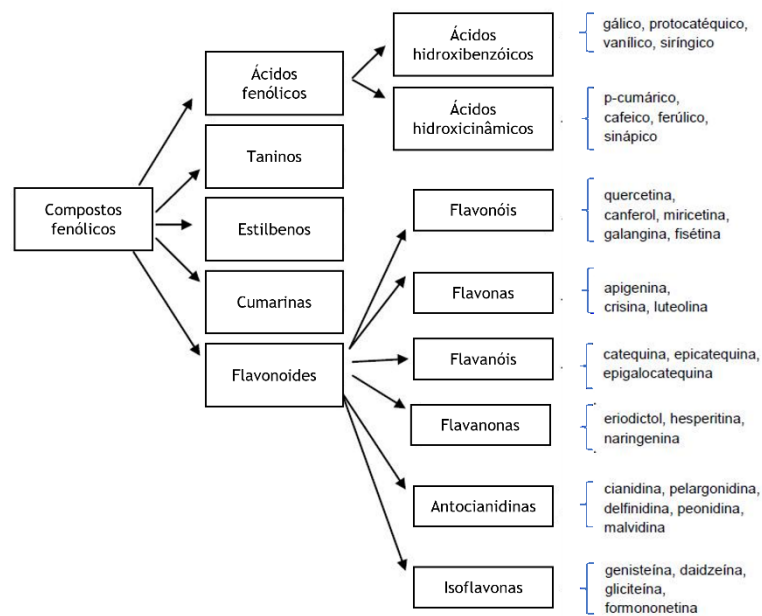 Compostos
fenólicos
Ácidos
fenólicos
Taninos
Estilbenos
Cumarinas
Flavonoides
Ácidos
hidroxibenzóicos
gálico, protocatéquico,
vanílico, siríngico
Ácidos
hidroxicinâmicos
p-cumárico,
cafeico, ferúlico,
sinápico
Flavonóis
quercetina,
canferol, miricetina,
galangina, fisétina
Flavonas
apigenina,
crisina, luteolina
Flavanóis
catequina, epicatequina,
epigalocatequina
Flavanonas
eriodictol, hesperitina,
naringenina
Antocianidinas
cianidina, pelargonidina,
delfinidina, peonidina,
malvidina
Isoflavonas
genisteína, daidzeína,
gliciteína,
formononetina